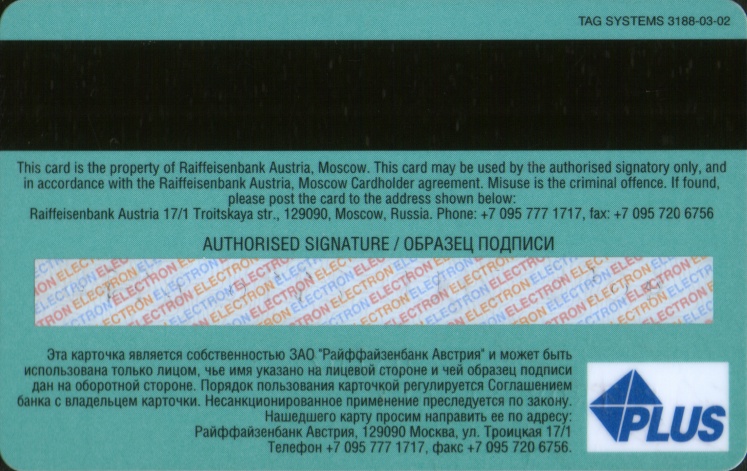 TAG SYSTEMS 3188-03-02
This card is the property of Raiffeisenbank Austria, Moscow. This card may be used by the authorised signatory only, and
in accordance with the Raiffeisenbank Austria, Moscow Cardholder agreement. Misuse is the criminal offence. If found,
please post the card to the address shown below:
Raiffeisenbank Austria 17/1 Troitskaya str., 129090, Moscow, Russia. Phone: +7 095 777 1717, fax: +7 095 720 6756
AUTHORISED SIGNATURE / ОБРАЗЕЦ ПОДПИСИ
ELECTRON ELECTRON ELECTRON ELECTRON ELECTRON ELECTRON
Эта карточка является собственностью ЗАО "Райффайзенбанк Австрия" и может быть
использована только лицом, чье имя указано на лицевой стороне и чей образец подписи
дан на оборотной стороне. Порядок пользования карточкой регулируется Соглашением
банка с владельцем карточки. Несанкционированное применение преследуется по закону.
Нашедшего карту просим направить ее по адресу:
Райффайзенбанк Австрия, 129090 Москва, ул. Троицкая 17/1
Телефон +7 095 777 1717, факс +7 095 720 6756.
PLUS